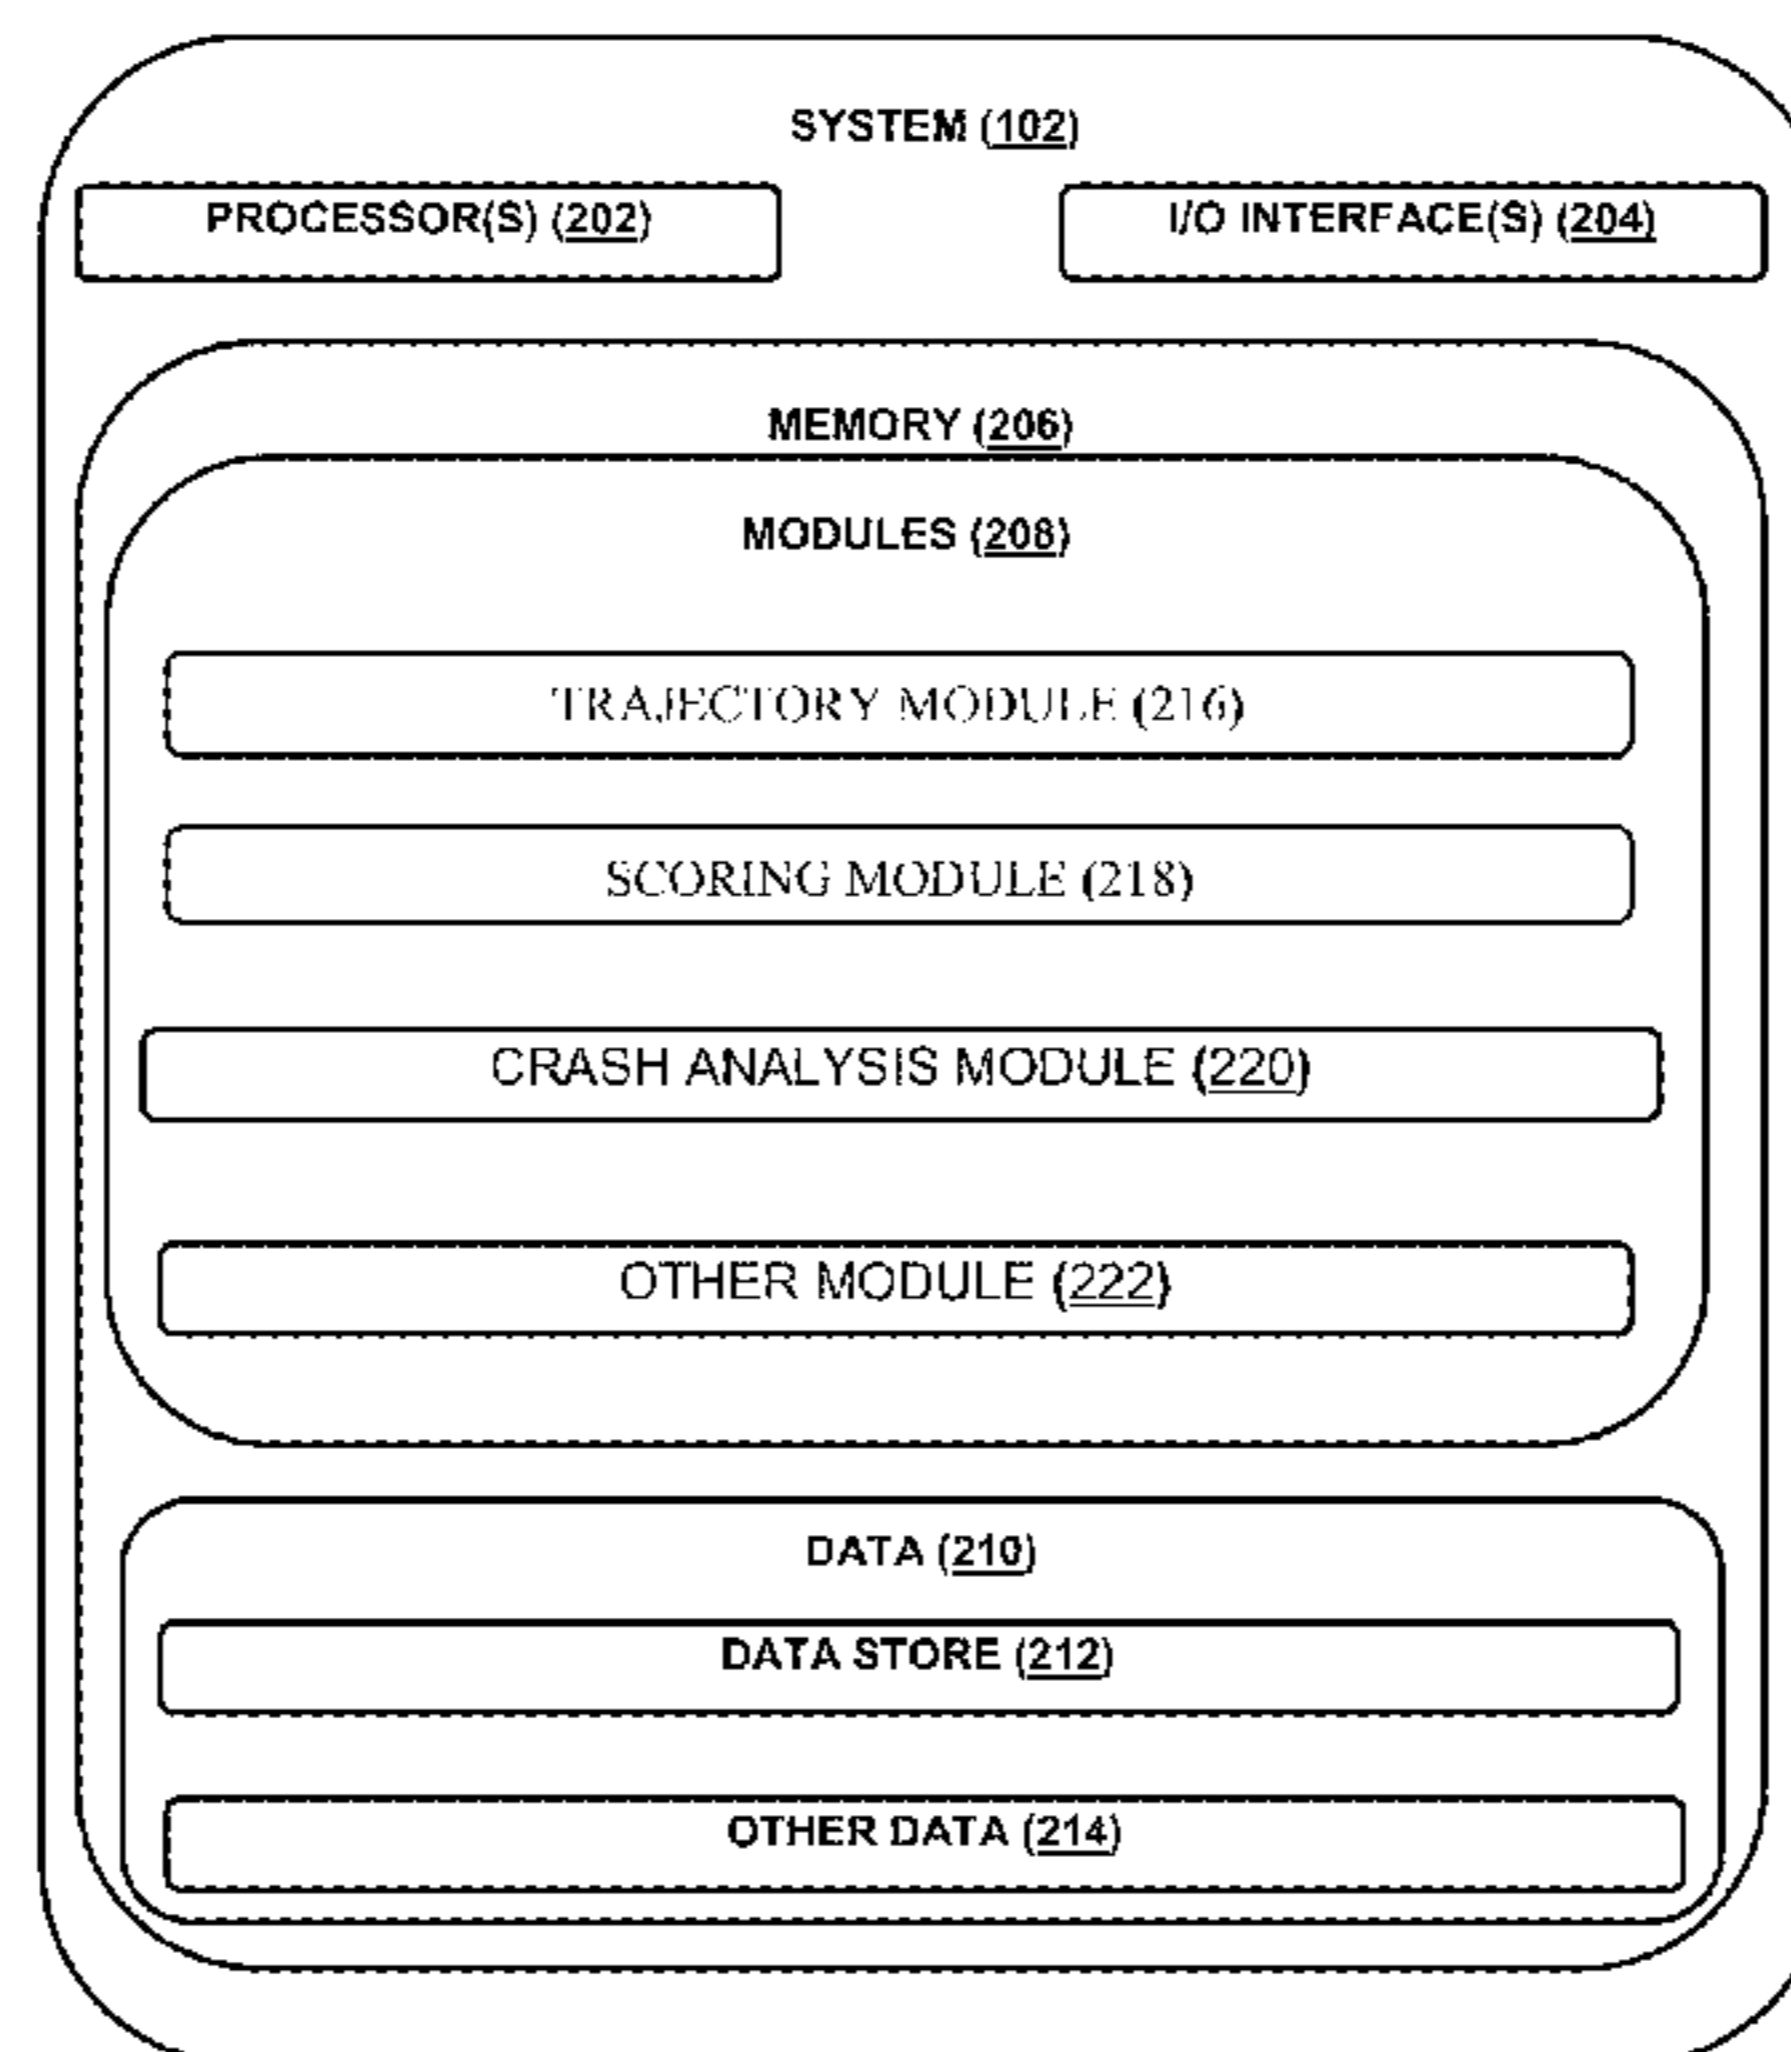 SYSTEM (102)
PROCESSOR(S) (202)
I/O INTERFACE(S) (204)
MEMORY (206)
MODULES (208)
TRAJECTORY MODULE (216)
SCORING MODULE (218)
CRASH ANALYSIS MODULE (220)
OTHER MODULE (222)
DATA (210)
DATA STORE (212)
OTHER DATA (214)